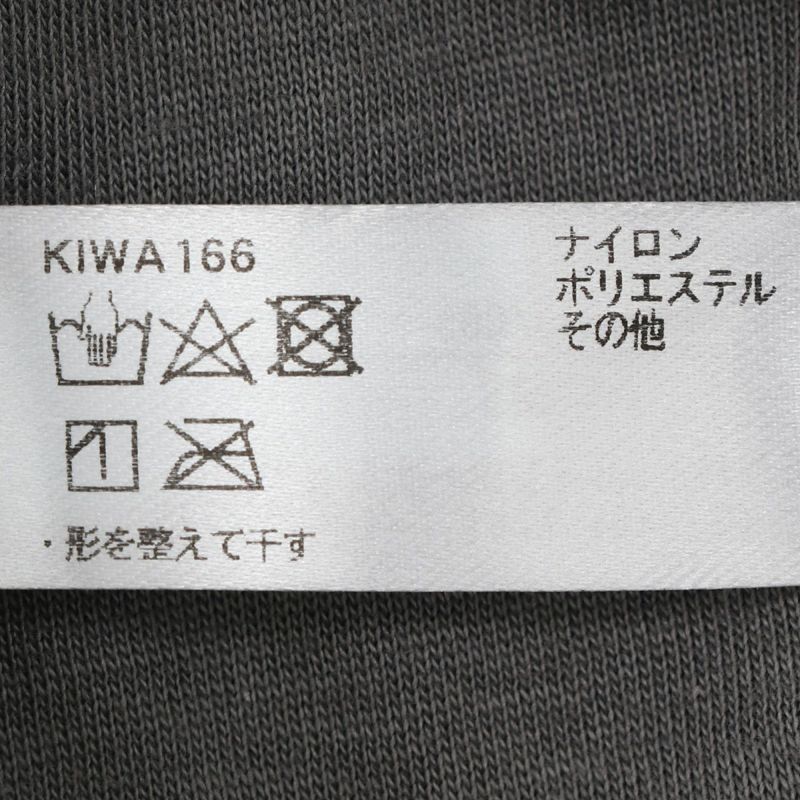 KIWA166
ナイロン
ポリエステル
その他
・形を整えて干す